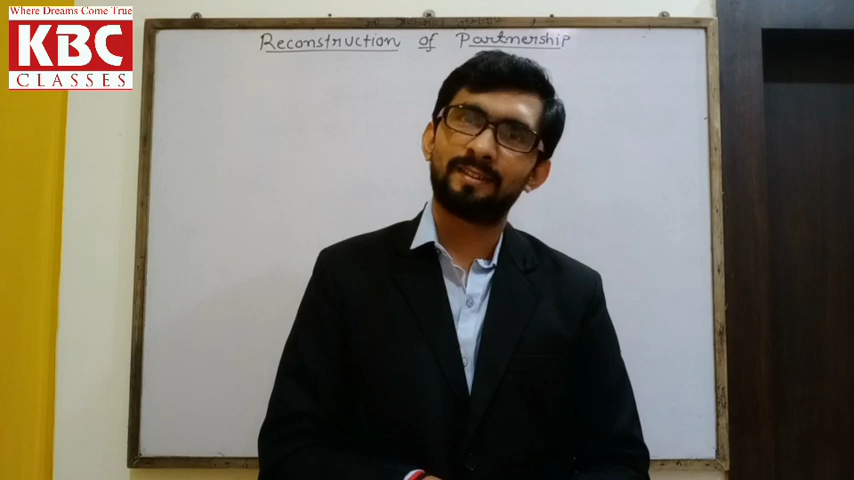 Where Dreams Come True
KBC
CLASSES
Reconstruction of Partnership